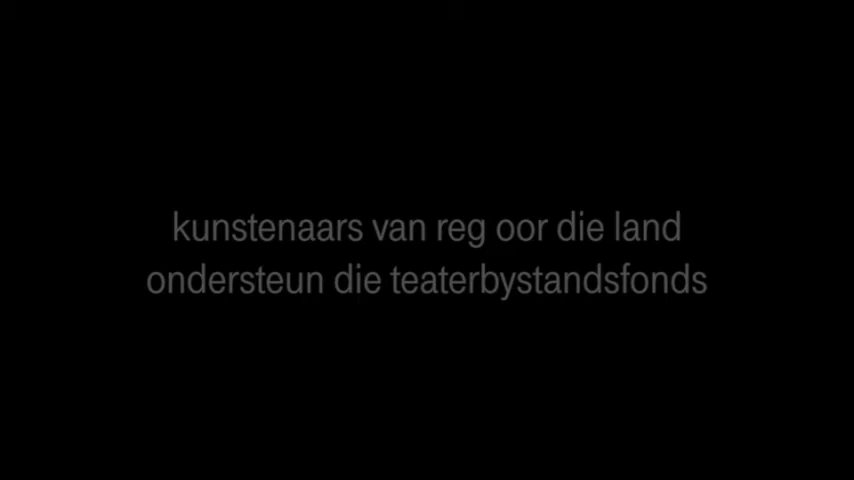 kunstenaars van reg oor die land
ondersteun die teaterbystandsfonds